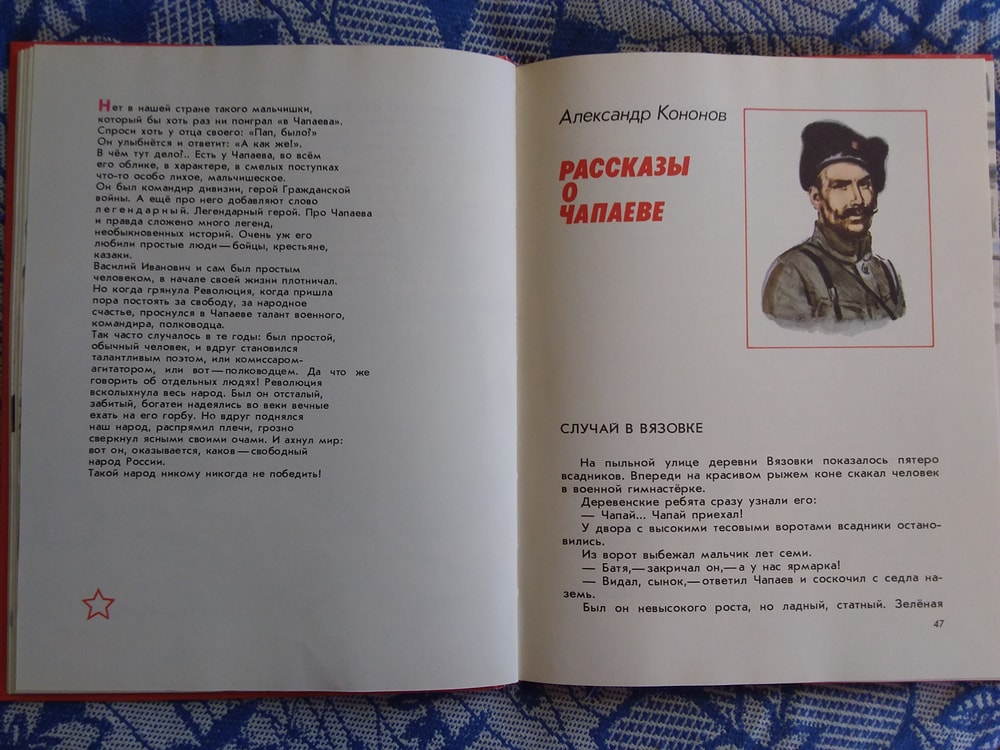 Нет в нашей стране такого мальчишки,
который бы хоть раз ни поиграл «в Чапаева».
Спроси хоть у отца своего: «Пап, было?»
Он улыбнётся и ответит: «А как же!».
В чём тут дело?.. Есть у Чапаева, во всём
его облике, в характере, в смелых поступках
что-то особо лихое, мальчишеское.
Он был командир дивизии, герой Гражданской
войны. А ещё про него добавляют слово
легендарный. Легендарный герой. Про Чапаева
и правда сложено много легенд,
необыкновенных историй. Очень уж его
любили простые люди — бойцы, крестьяне,
казаки.
Василий Иванович и сам был простым
человеком, в начале своей жизни плотничал.
Но когда грянула Революция, когда пришла
пора постоять за свободу, за народное
счастье, проснулся в Чапаеве талант военного,
командира, полководца.
Так часто случалось в те годы: был простой,
обычный человек, и вдруг становился
талантливым поэтом, или комиссаром-
агитатором, или вот — полководцем. Да что же
говорить об отдельных людях! Революция
всколыхнула весь народ. Был он отсталый,
забитый, богатеи надеялись во веки вечные
ехать на его горбу. Но вдруг поднялся
наш народ, распрямил плечи, грозно
сверкнул ясными своими очами. И ахнул мир:
вот он, оказывается, каков — свободный
народ России.
Такой народ никому никогда не победить!
Александр Кононов
РАССКАЗЫ
О
ЧАПАЕВЕ
СЛУЧАЙ В ВЯЗОВКЕ
На пыльной улице деревни Вязовки показалось пятеро
всадников. Впереди на красивом рыжем коне скакал человек
в военной гимнастёрке.
Деревенские ребята сразу узнали его:
— Чапай... Чапай приехал!
У двора с высокими тесовыми воротами всадники остано-
вились.
Из ворот выбежал мальчик лет семи.
— Батя,— закричал он,— а у нас ярмарка!
— Видал, сынок,— ответил Чапаев и соскочил с седла на-
земь.
Был он невысокого роста, но ладный, статный. Зелёная
47